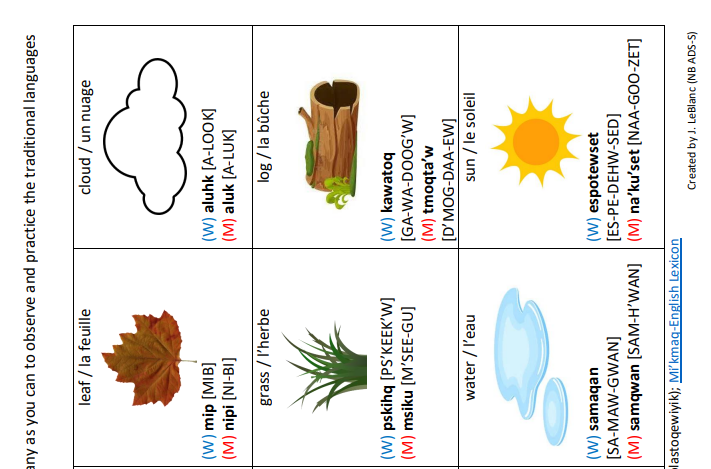 ny as you can to observe and practice the traditional languages
leaf / la feuille
(W) mip [MIB]
(M) nipi [NI-BI]
cloud / un nuage
(W) aluhk [A-LOOK]
(M) aluk [A-LUK]
grass / l'herbe
(W) pskihq [PS'KEEK'W]
(M) msiku [M'SEE-GU]
log / la bûche
(W) kawatoq
[GA-WA-DOOG'W]
(M) tmoqta'w
[D'MOG-DAA-EW]
water / l'eau
(W) samaqan
[SA-MAW-GWAN]
(M) samqwan [SAM-H'WAN]
sun / le soleil
(W) espotewset
[ES-PE-DEHW-SED]
(M) na'ku'set [NAA-GOO-ZET]
lastoqewiyik); Mi'kmaq-English Lexicon
Created by J. LeBlanc (NB ADS-S)